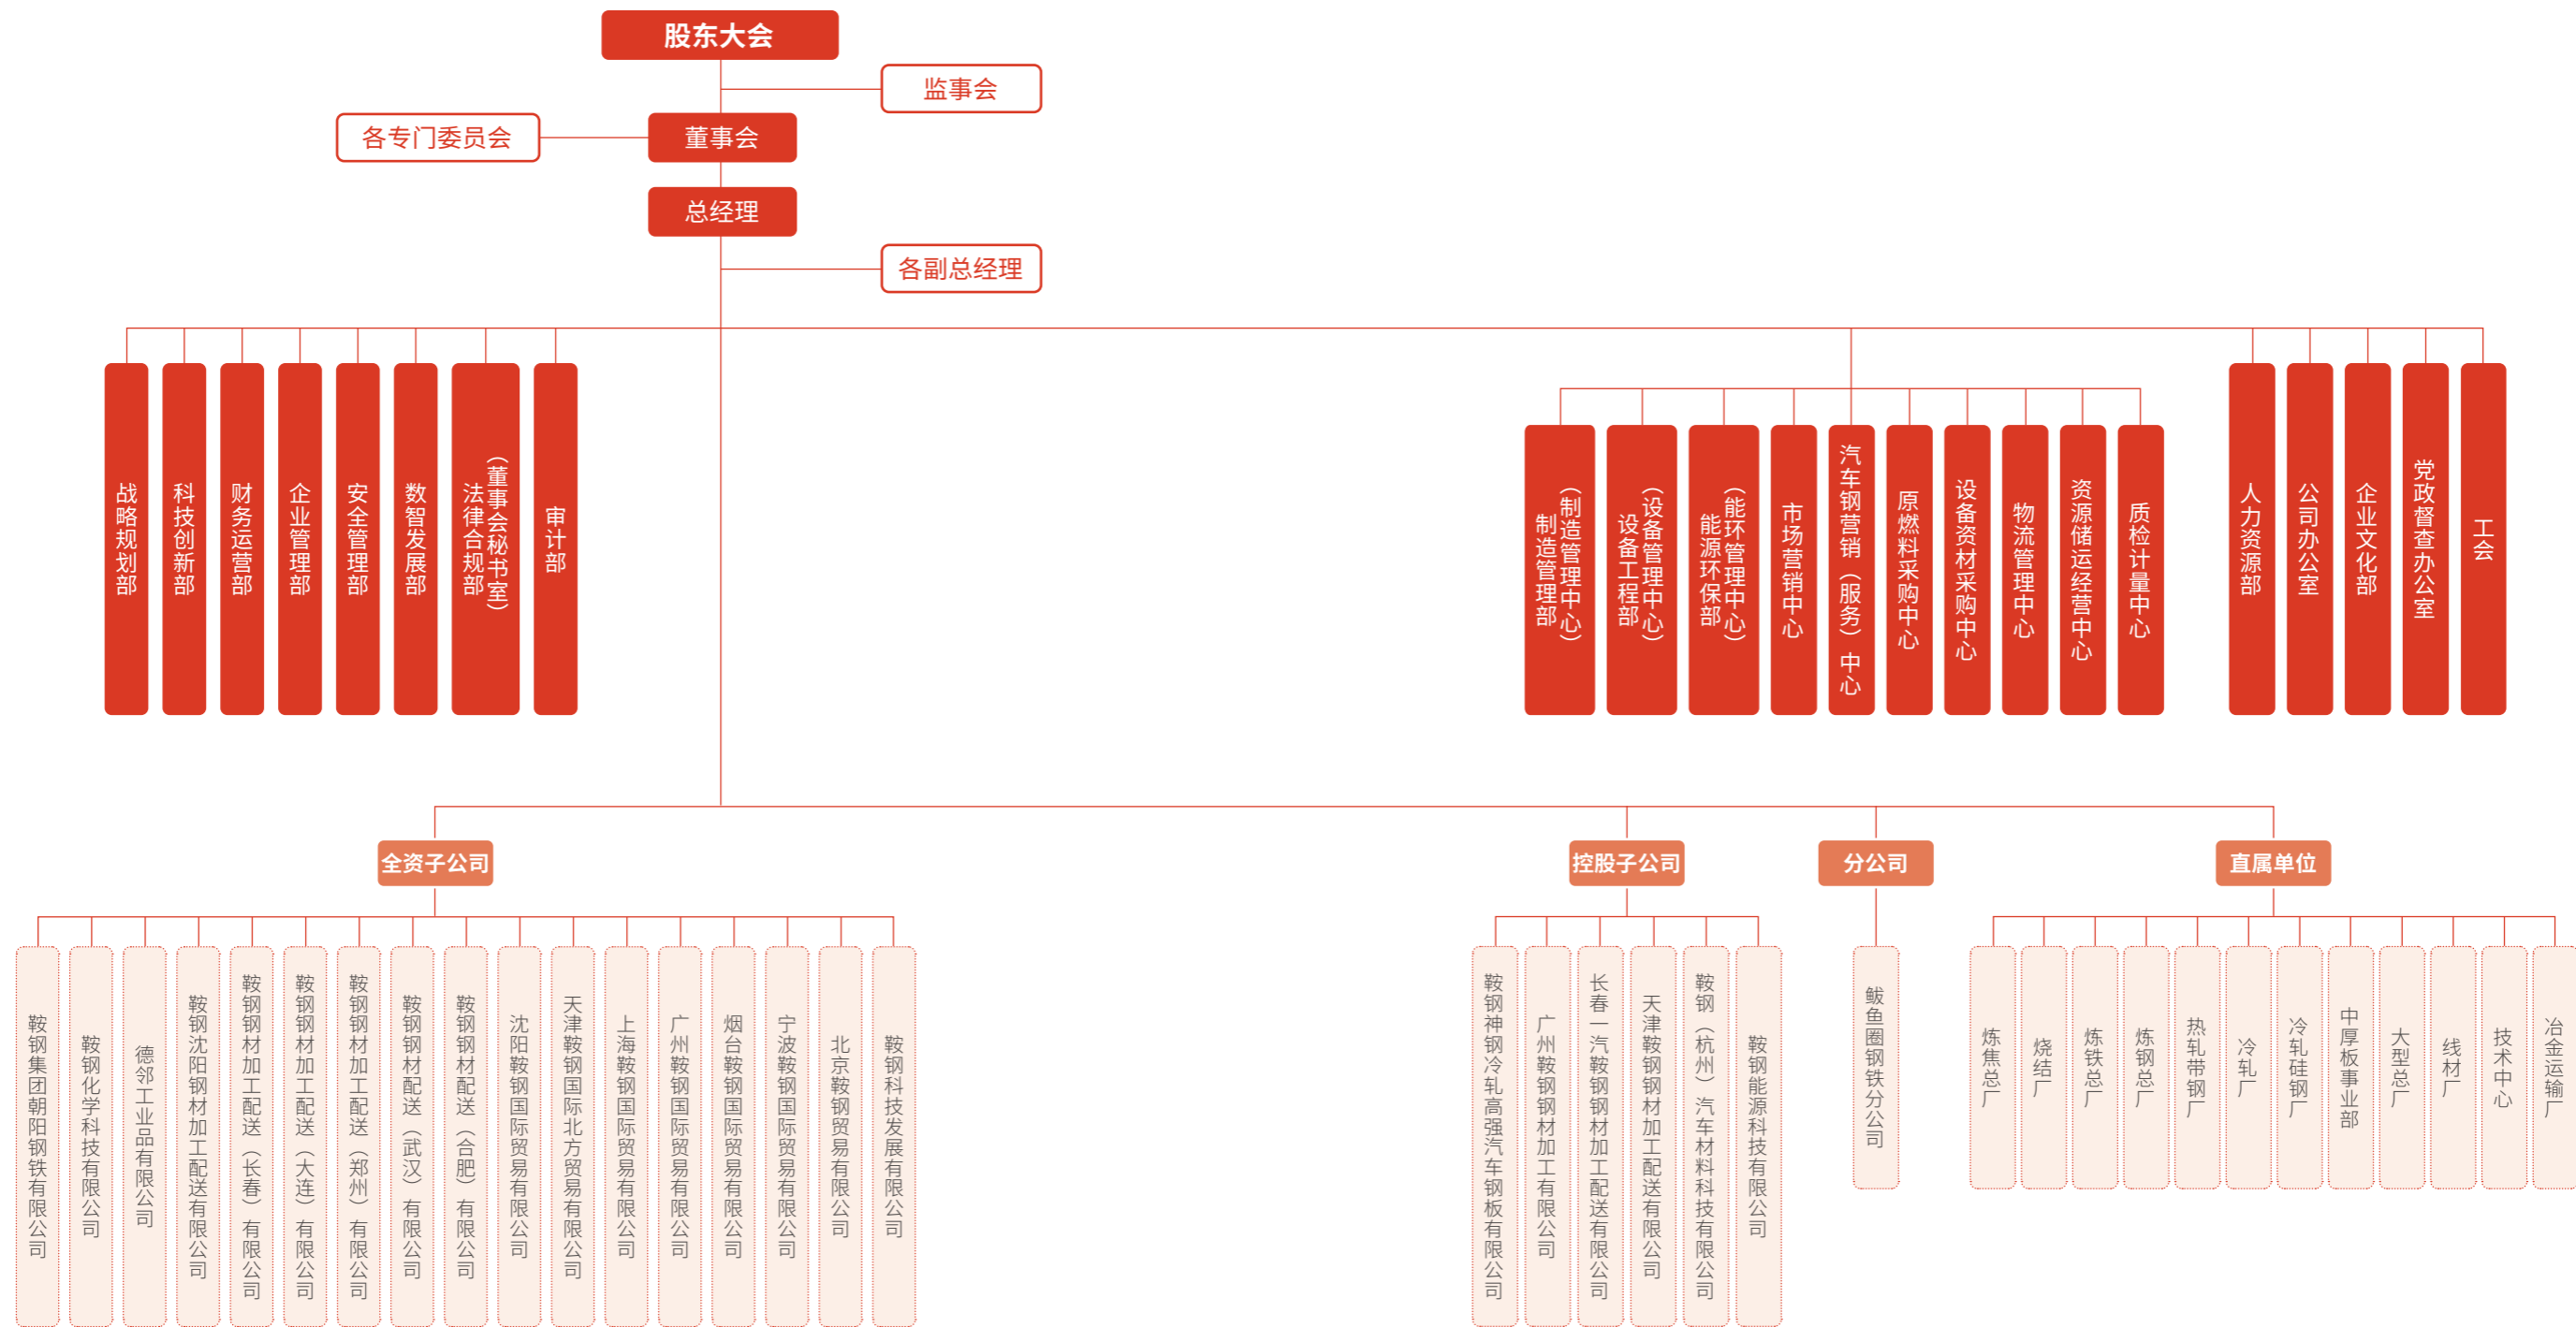 股东大会
监事会
各专门委员会
董事会
总经理
各副总经理
战略规划部
科技创新部
财务运营部
企业管理部
安全管理部
数智发展部
法律合规部
（董事会秘书室）
审计部
制造管理部
（制造管理中心）
设备工程部
（设备管理中心）
能源环保部
（能环管理中心）
市场营销中心
汽车钢营销（服务）中心
原燃料采购中心
设备资材采购中心
物流管理中心
资源储运经营中心
质检计量中心
人力资源部
公司办公室
企业文化部
党政督查办公室
工会
全资子公司
控股子公司
分公司
直属单位
鞍钢集团朝阳钢铁有限公司
鞍钢化学科技有限公司
德邻工业品有限公司
鞍钢沈阳钢材加工配送有限公司
鞍钢钢材加工配送（长春）有限公司
鞍钢钢材加工配送（大连）有限公司
鞍钢钢材加工配送（郑州）有限公司
鞍钢钢材配送（武汉）有限公司
鞍钢钢材配送（合肥）有限公司
沈阳鞍钢国际贸易有限公司
天津鞍钢国际北方贸易有限公司
上海鞍钢国际贸易有限公司
广州鞍钢国际贸易有限公司
烟台鞍钢国际贸易有限公司
宁波鞍钢国际贸易有限公司
北京鞍钢贸易有限公司
鞍钢科技发展有限公司
鞍钢神钢冷轧高强汽车钢板有限公司
广州鞍钢钢材加工有限公司
长春一汽鞍钢钢材加工配送有限公司
天津鞍钢钢材加工配送有限公司
鞍钢（杭州）汽车材料科技有限公司
鞍钢能源科技有限公司
鲅鱼圈钢铁分公司
炼焦总厂
烧结厂
炼铁总厂
炼钢总厂
热轧带钢厂
冷轧厂
冷轧硅钢厂
中厚板事业部
大型总厂
线材厂
技术中心
冶金运输厂